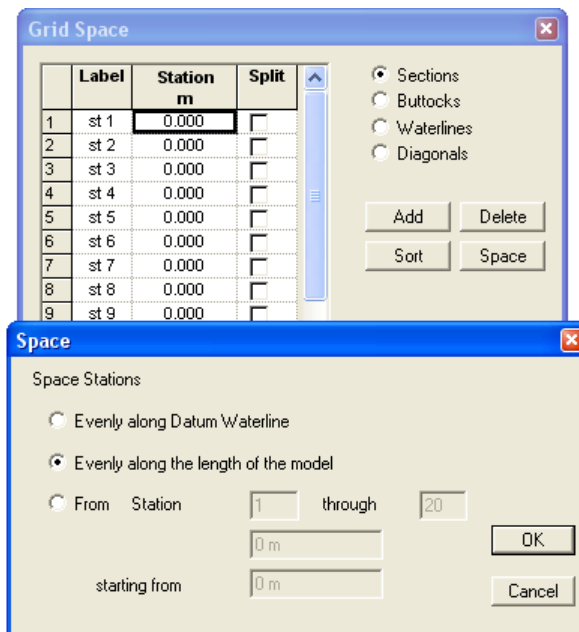 Grid Space
Label Station m Split
1 st 1 0.000
2 st 2 0.000
3 st 3 0.000
4 st 4 0.000
5 st 5 0.000
6 st 6 0.000
7 st 7 0.000
8 st 8 0.000
9 st 9 0.000
Sections
Buttocks
Waterlines
Diagonals
Add Delete
Sort Space
Space
Space Stations
Evenly along Datum Waterline
Evenly along the length of the model
From Station 1 through 20
0 m
starting from 0 m
OK
Cancel